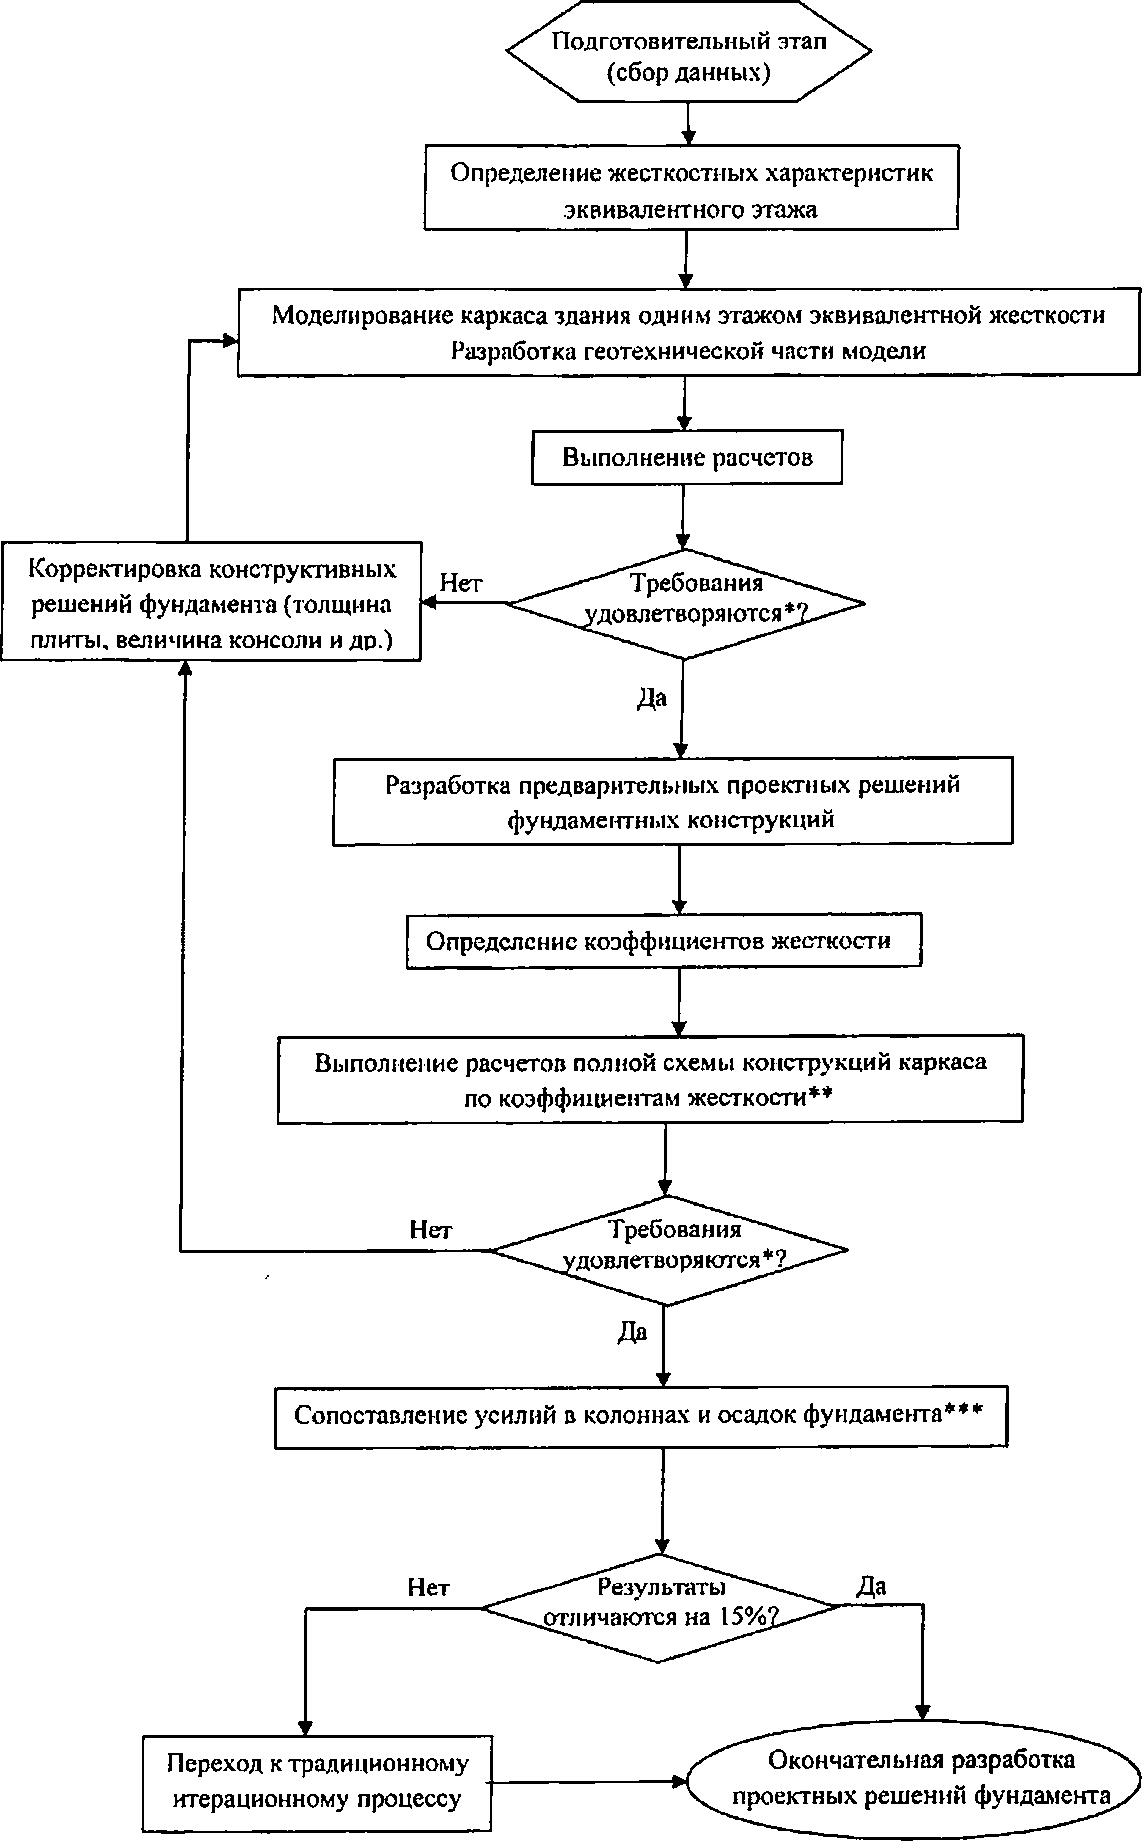 Подготовительный этап
(сбор данных)
Определение жесткостных характеристик
эквивалентного этажа
Моделирование каркаса здания одним этажом эквивалентной жесткости
Разработка геотехнической части модели
Выполнение расчетов
Корректировка конструктивных
решений фундамента (толщина
плиты, величина консоли и др.)
Нет
Требования
удовлетворяются*?
Да
Разработка предварительных проектных решений
фундаментных конструкций
Определение коэффициентов жесткости
Выполнение расчетов полной схемы конструкций каркаса
по коэффициентам жесткости**
Нет
Требования
удовлетворяются*?
Да
Сопоставление усилий в колоннах и осадок фундамента***
Нет
Результаты
отличаются на 15%?
Да
Переход к традиционному
итерационному процессу
Окончательная разработка
проектных решений фундамента